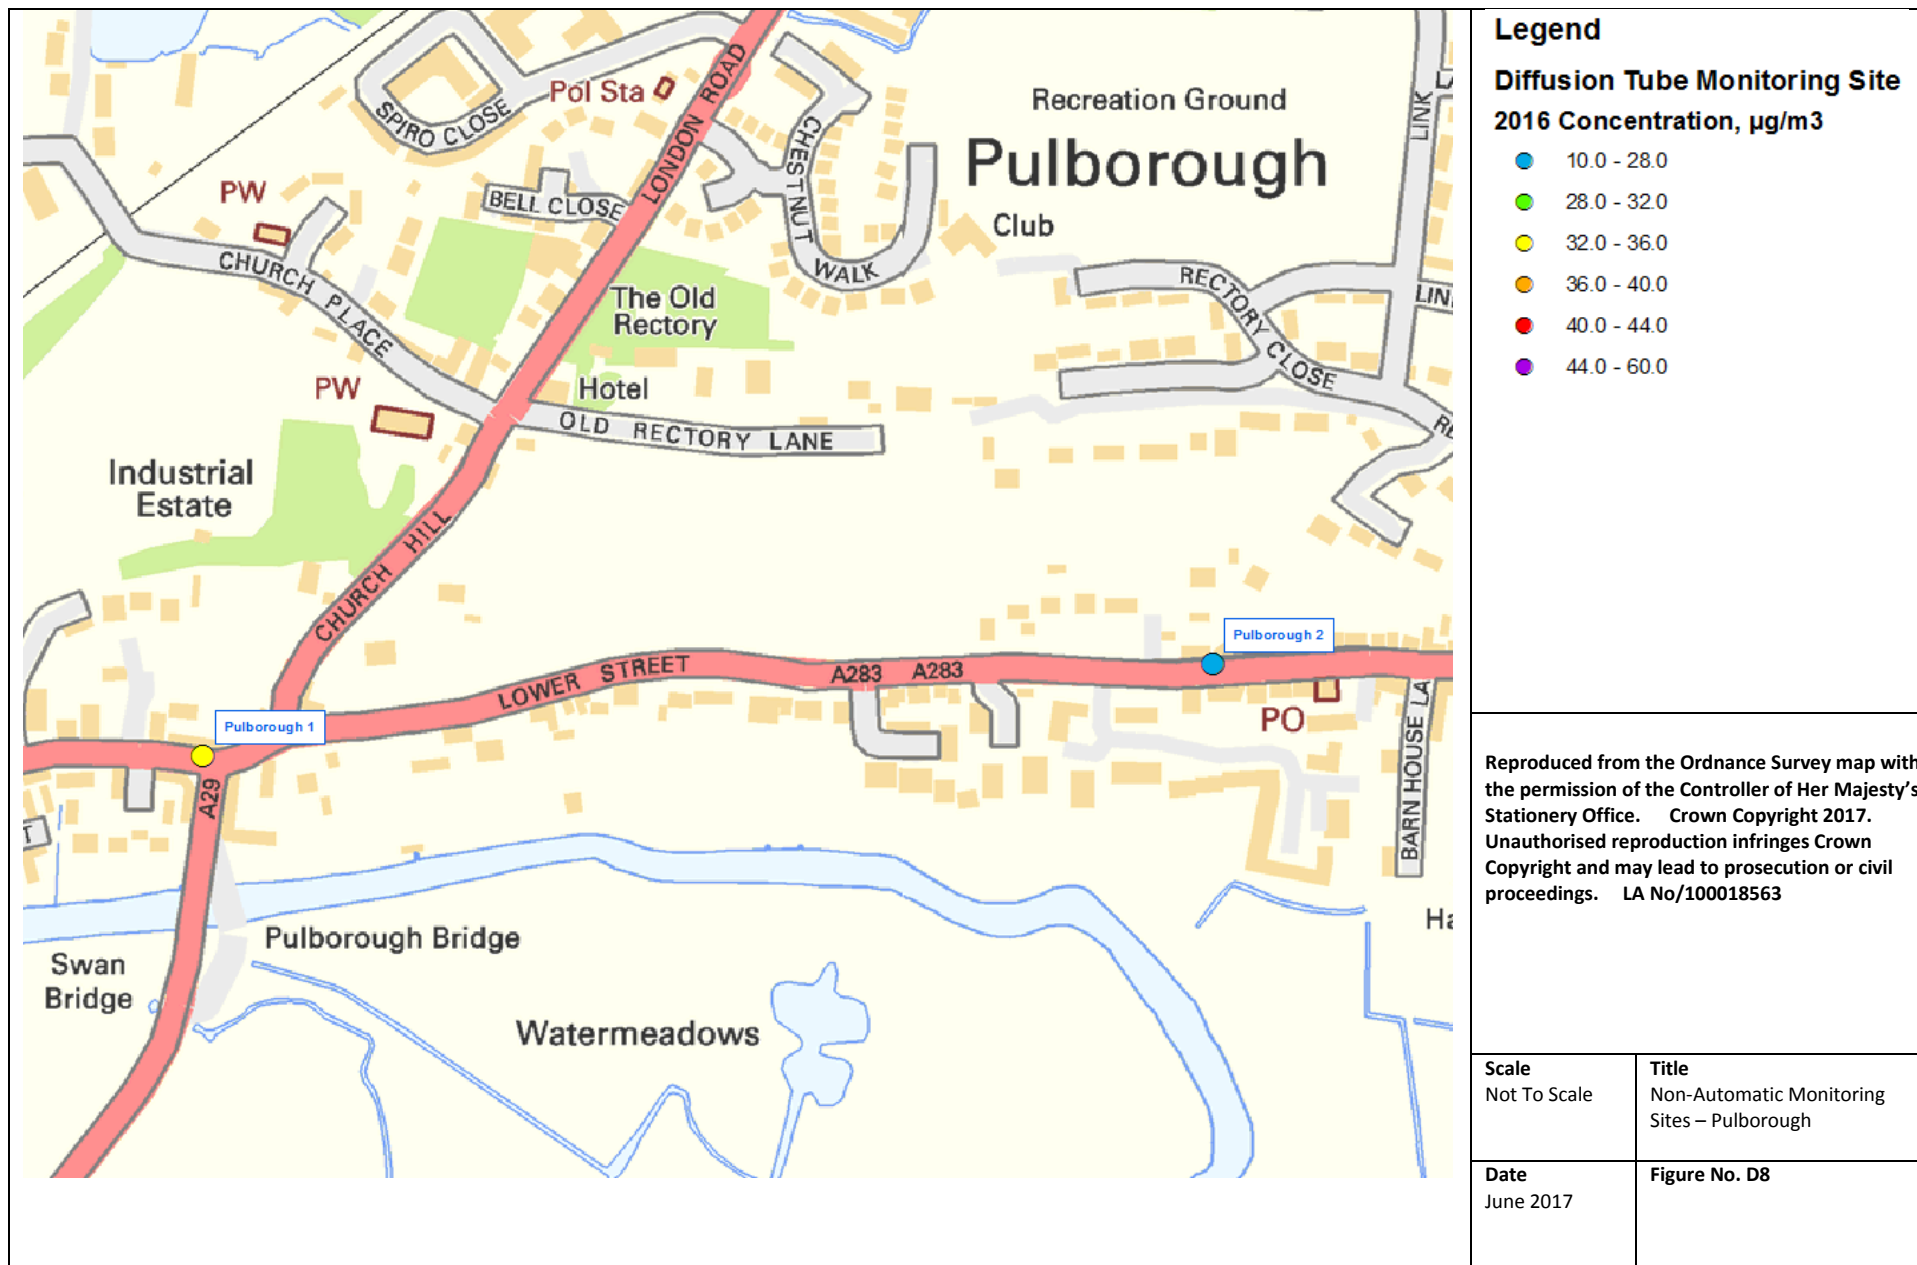 Pol Sta
LONDON ROAD
SPIRO CLOSE
CHESTNUT
WALK
Recreation Ground
Pulborough
Club
LINK
PW
BELL CLOSE
CHURCH PLACE
The Old
Rectory
RECTORY
CLOSE
LIN
PW
Hotel
OLD RECTORY LANE
Industrial
Estate
CHURCH HILL
Pulborough 2
LOWER STREET
A283
A283
PO
BARN HOUSE LA
Pulborough 1
A29
Pulborough Bridge
Swan
Bridge
Watermeadows
Legend
Diffusion Tube Monitoring Site
2016 Concentration, µg/m3
10.0 - 28.0
28.0 - 32.0
32.0 - 36.0
36.0 - 40.0
40.0 - 44.0
44.0 - 60.0
Reproduced from the Ordnance Survey map with
the permission of the Controller of Her Majesty’s
Stationery Office. Crown Copyright 2017.
Unauthorised reproduction infringes Crown
Copyright and may lead to prosecution or civil
proceedings. LA No/100018563
Scale
Not To Scale
Title
Non-Automatic Monitoring
Sites – Pulborough
Date
June 2017
Figure No. D8